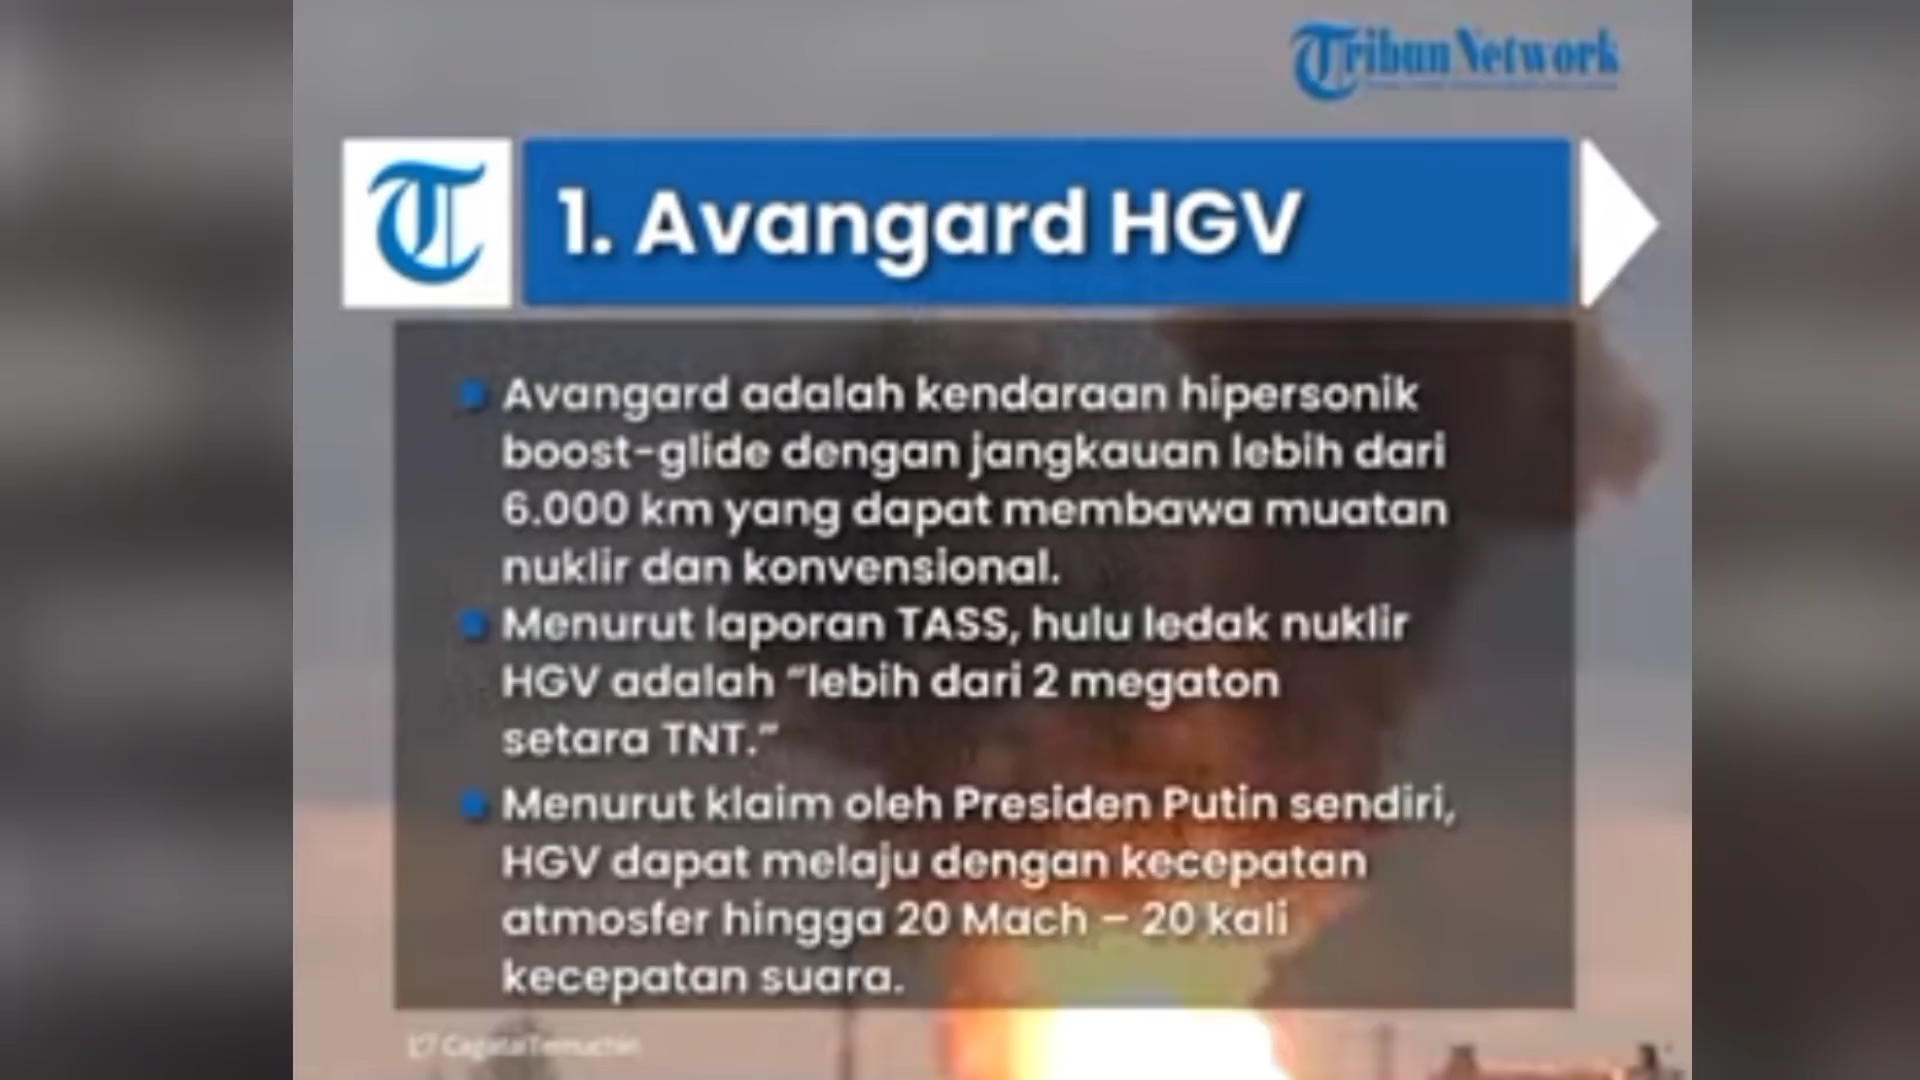 Tribun Network
1. Avangard HGV
Avangard adalah kendaraan hipersonik
boost-glide dengan jangkauan lebih dari
6.000 km yang dapat membawa muatan
nuklir dan konvensional.
Menurut laporan TASS, hulu ledak nuklir
HGV adalah “lebih dari 2 megaton
setara TNT.”
Menurut klaim oleh Presiden Putin sendiri,
HGV dapat melaju dengan kecepatan
atmosfer hingga 20 Mach – 20 kali
kecepatan suara.